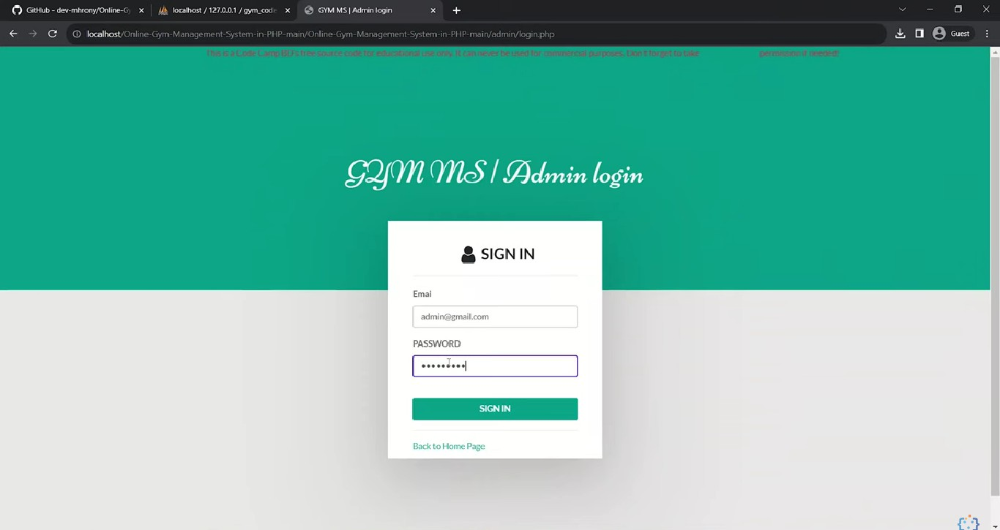 GitHub - dev-mhrony/Online-Gy
localhost / 127.0.0.1 / gym_code
GYM MS | Admin login
localhost/Online-Gym-Management-System-in-PHP-main/Online-Gym-Management-System-in-PHP-main/admin/login.php
Guest
This is a Code Camp BD's free source code for educational use only. It can never be used for commercial purposes. Don't forget to take permission if needed!
GYM MS | Admin login
SIGN IN
Emai
admin@gmail.com
PASSWORD
SIGN IN
Back to Home Page